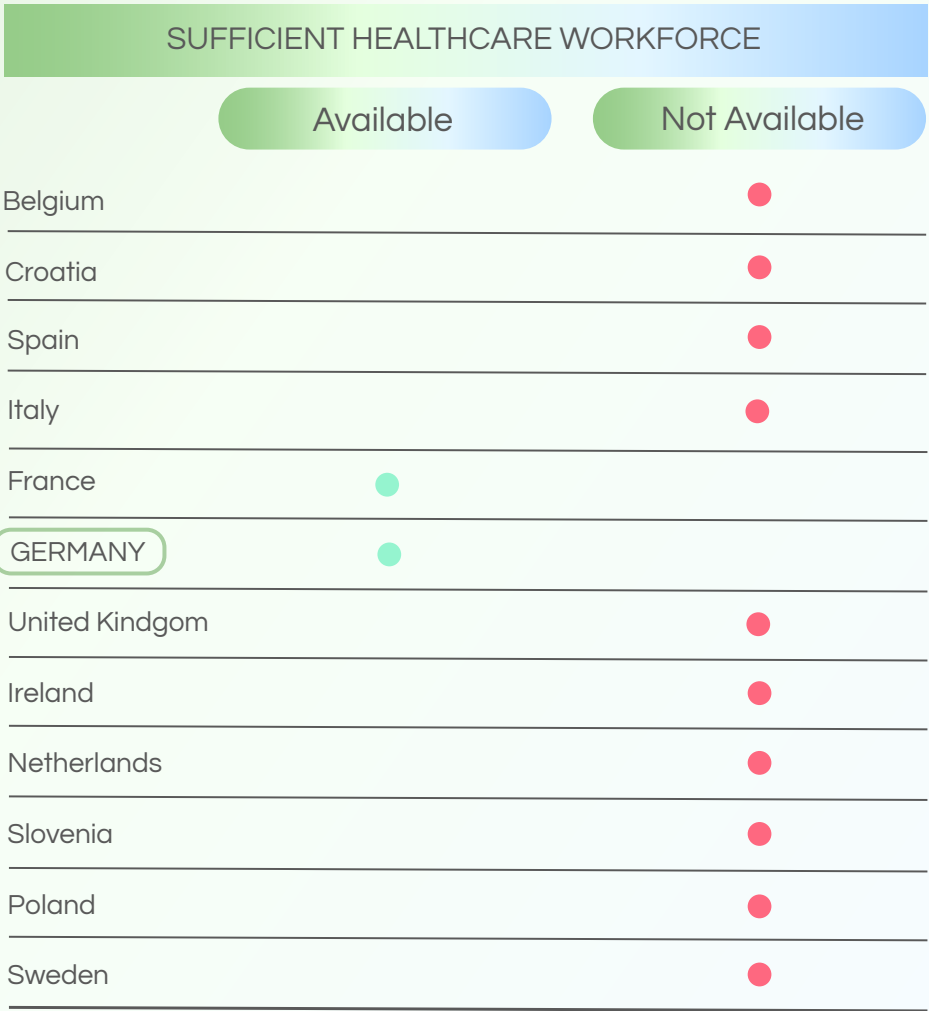 SUFFICIENT HEALTHCARE WORKFORCE
Available Not Available
Belgium
Croatia
Spain
Italy
France
GERMANY
United Kindgom
Ireland
Netherlands
Slovenia
Poland
Sweden